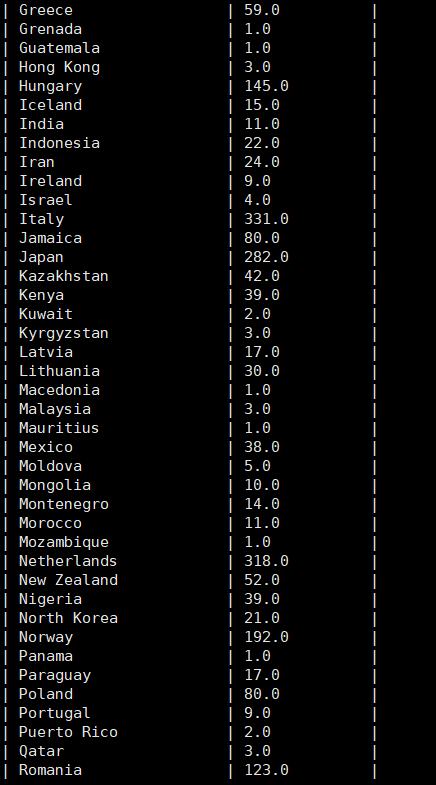 | Greece | 59.0 |
| Grenada | 1.0 |
| Guatemala | 1.0 |
| Hong Kong | 3.0 |
| Hungary | 145.0 |
| Iceland | 15.0 |
| India | 11.0 |
| Indonesia | 22.0 |
| Iran | 24.0 |
| Ireland | 9.0 |
| Israel | 4.0 |
| Italy | 331.0 |
| Jamaica | 80.0 |
| Japan | 282.0 |
| Kazakhstan | 42.0 |
| Kenya | 39.0 |
| Kuwait | 2.0 |
| Kyrgyzstan | 3.0 |
| Latvia | 17.0 |
| Lithuania | 30.0 |
| Macedonia | 1.0 |
| Malaysia | 3.0 |
| Mauritius | 1.0 |
| Mexico | 38.0 |
| Moldova | 5.0 |
| Mongolia | 10.0 |
| Montenegro | 14.0 |
| Morocco | 11.0 |
| Mozambique | 1.0 |
| Netherlands | 318.0 |
| New Zealand | 52.0 |
| Nigeria | 39.0 |
| North Korea | 21.0 |
| Norway | 192.0 |
| Panama | 1.0 |
| Paraguay | 17.0 |
| Poland | 80.0 |
| Portugal | 9.0 |
| Puerto Rico | 2.0 |
| Qatar | 3.0 |
| Romania | 123.0 |